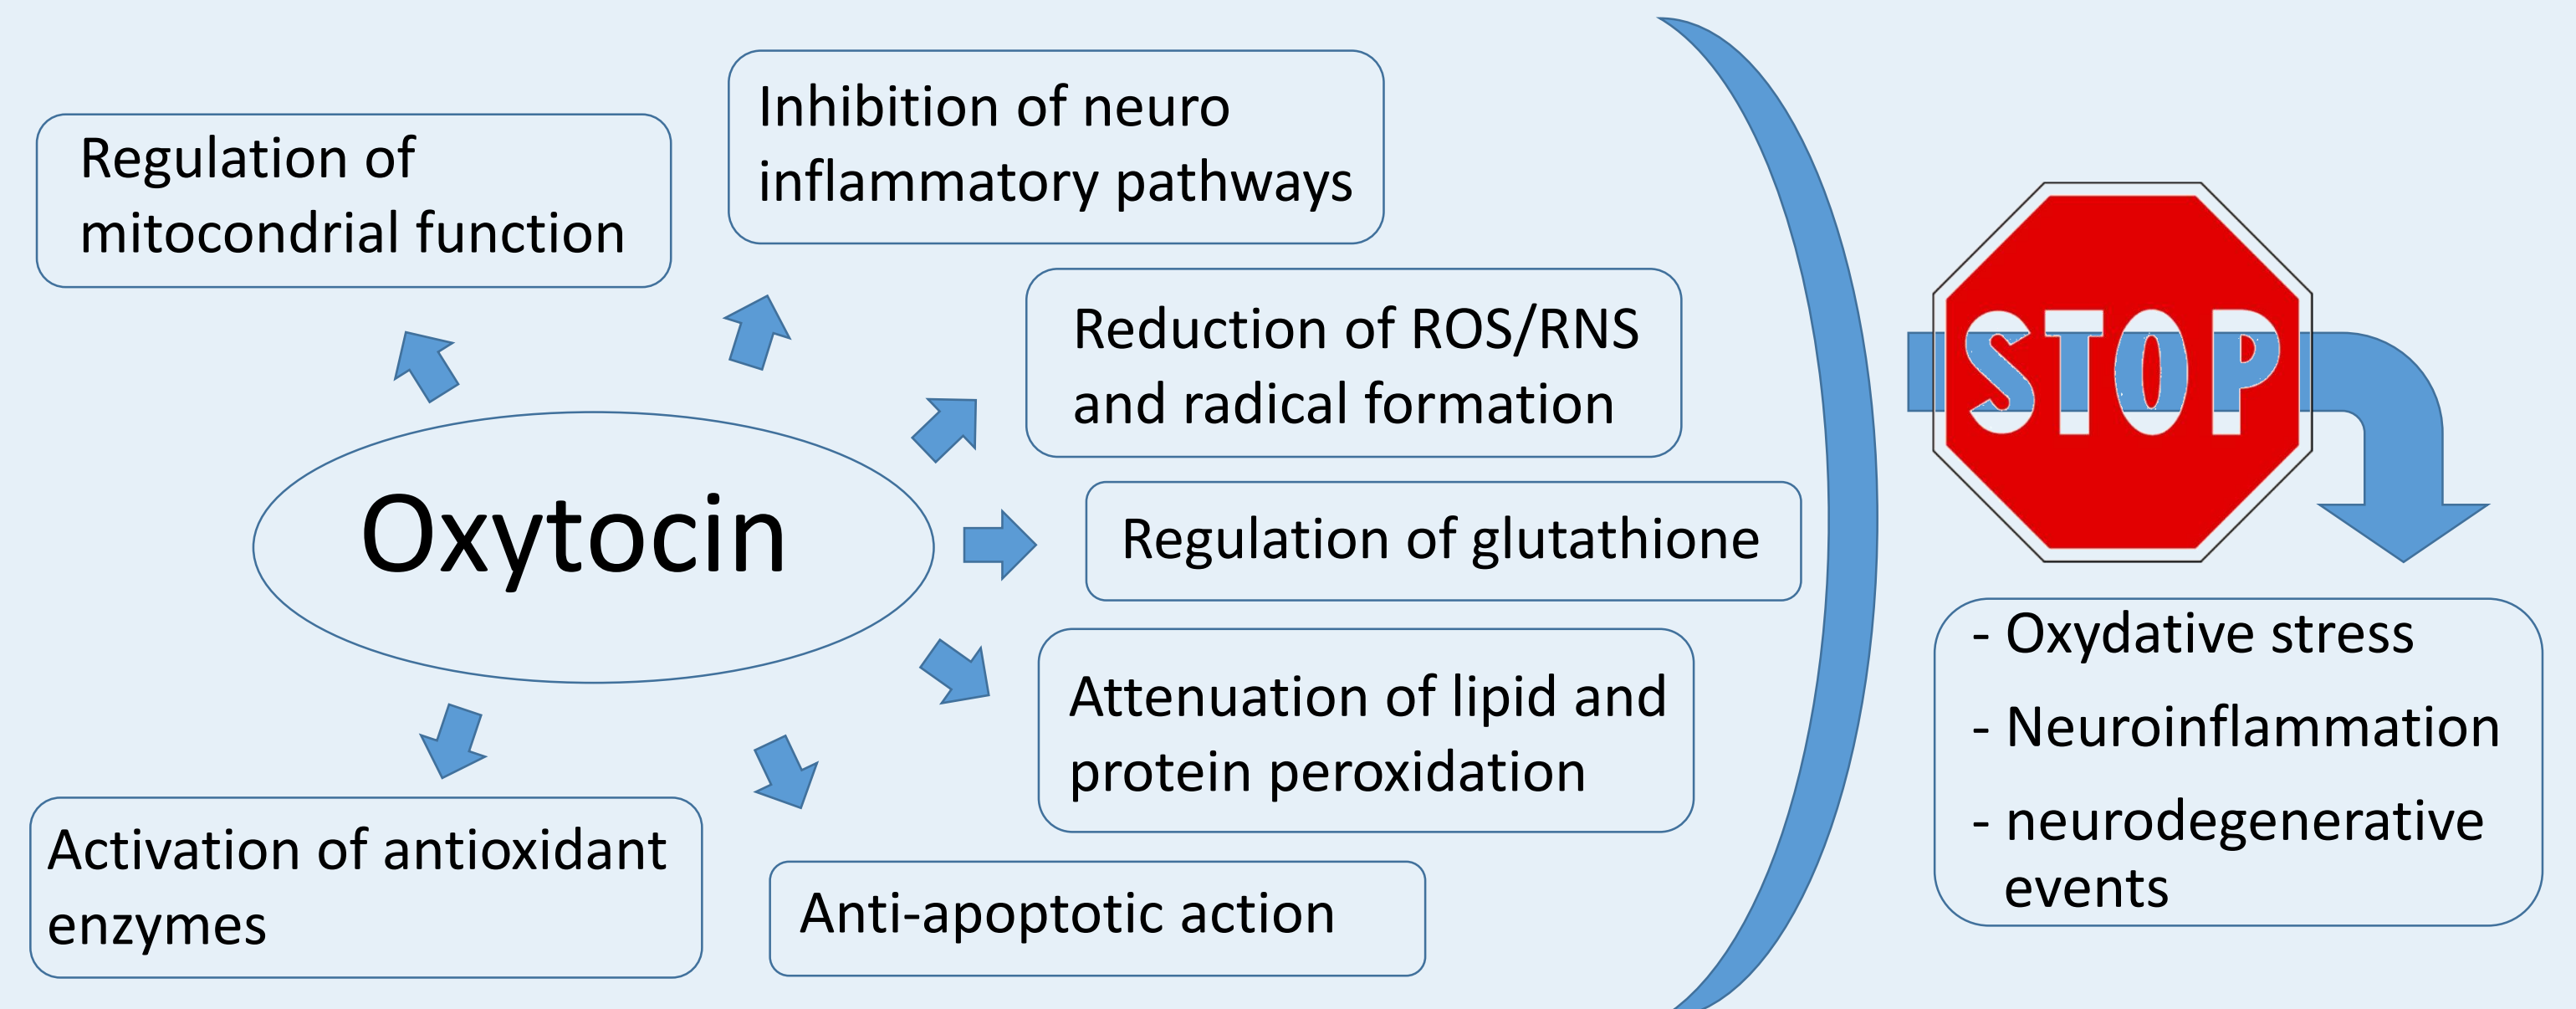 Regulation of
mitocondrial function
Inhibition of neuro
inflammatory pathways
Reduction of ROS/RNS
and radical formation
Oxytocin
Regulation of glutathione
Attenuation of lipid and
protein peroxidation
Activation of antioxidant
enzymes
Anti-apoptotic action
STOP
- Oxydative stress
- Neuroinflammation
- neurodegenerative
events